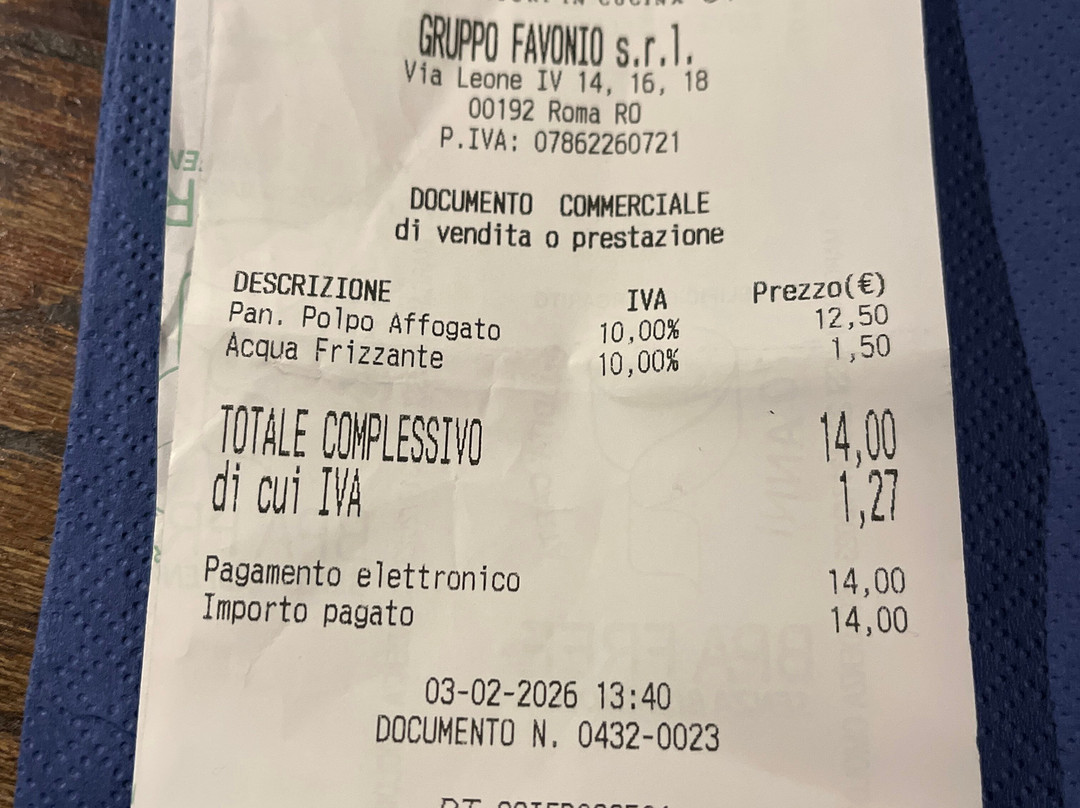 GRUPPO FAVONIO s.r.l.
Via Leone IV 14, 16, 18
00192 Roma RO
P.IVA: 07862260721
DOCUMENTO COMMERCIALE
di vendita o prestazione
DESCRIZIONE IVA Prezzo(€)
Pan. Polpo Affogato 10,00% 12,50
Acqua Frizzante 10,00% 1,50
TOTALE COMPLESSIVO 14,00
di cui IVA 1,27
Pagamento elettronico 14,00
Importo pagato 14,00
03-02-2026 13:40
DOCUMENTO N. 0432-0023